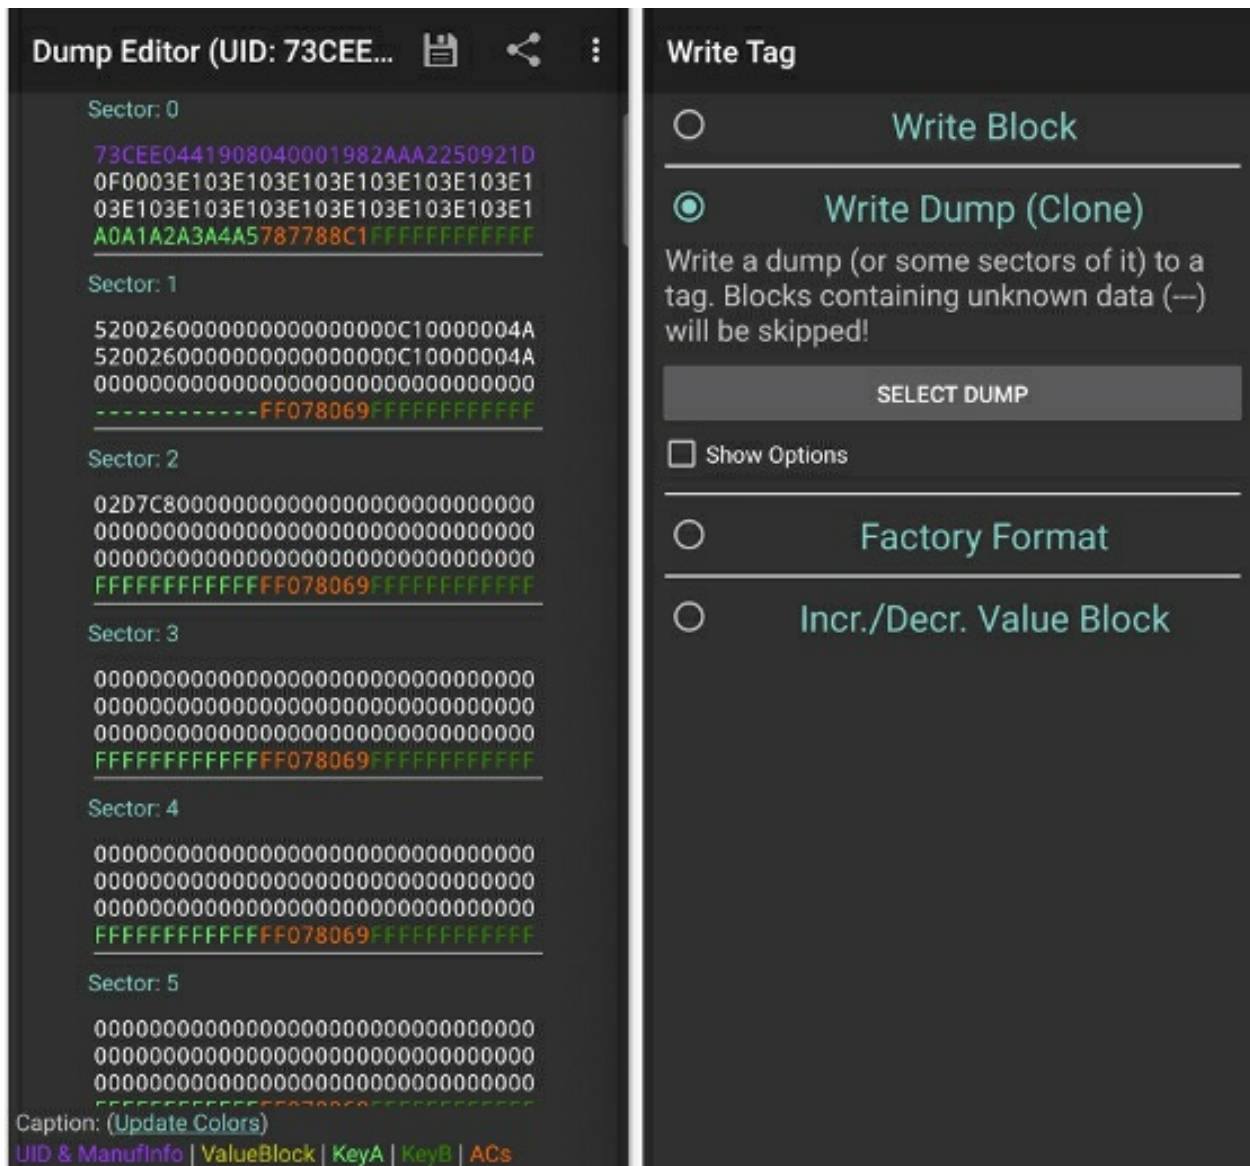 Dump Editor (UID: 73CEE...
Sector: 0
73CEE0441908040001982AAA2250921D
0F0003E103E103E103E103E103E103E1
03E103E103E103E103E103E103E103E1
A0A1A2A3A4A5787788C1FFFFFFFFFFFF
Sector: 1
5200260000000000000000C10000004A
5200260000000000000000C10000004A
00000000000000000000000000000000
------------FF078069FFFFFFFFFFFF
Sector: 2
02D7C800000000000000000000000000
00000000000000000000000000000000
00000000000000000000000000000000
FFFFFFFFFFFFFF078069FFFFFFFFFFFF
Sector: 3
00000000000000000000000000000000
00000000000000000000000000000000
00000000000000000000000000000000
FFFFFFFFFFFFFF078069FFFFFFFFFFFF
Sector: 4
00000000000000000000000000000000
00000000000000000000000000000000
00000000000000000000000000000000
FFFFFFFFFFFFFF078069FFFFFFFFFFFF
Sector: 5
00000000000000000000000000000000
00000000000000000000000000000000
00000000000000000000000000000000
Caption: (Update Colors)
UID & ManufInfo | ValueBlock | KeyA | KeyB | ACs
Write Tag
Write Block
Write Dump (Clone)
Write a dump (or some sectors of it) to a
tag. Blocks containing unknown data (---)
will be skipped!
SELECT DUMP
Show Options
Factory Format
Incr./Decr. Value Block